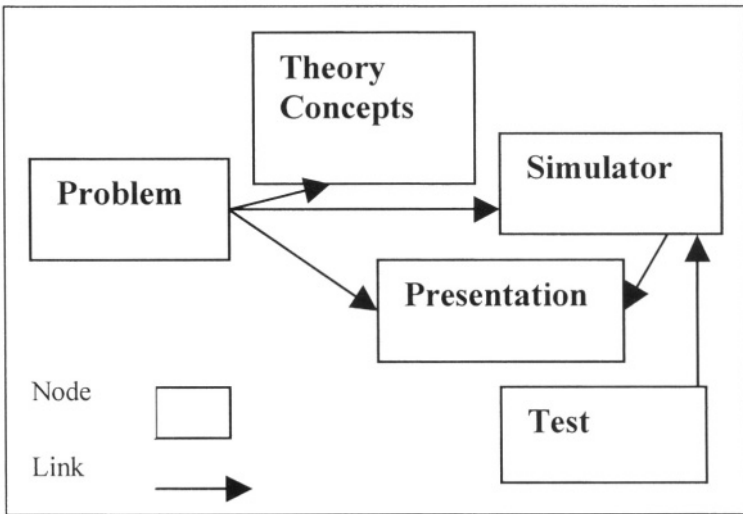 Theory
Concepts
Problem
Simulator
Presentation
Node
Link
Test